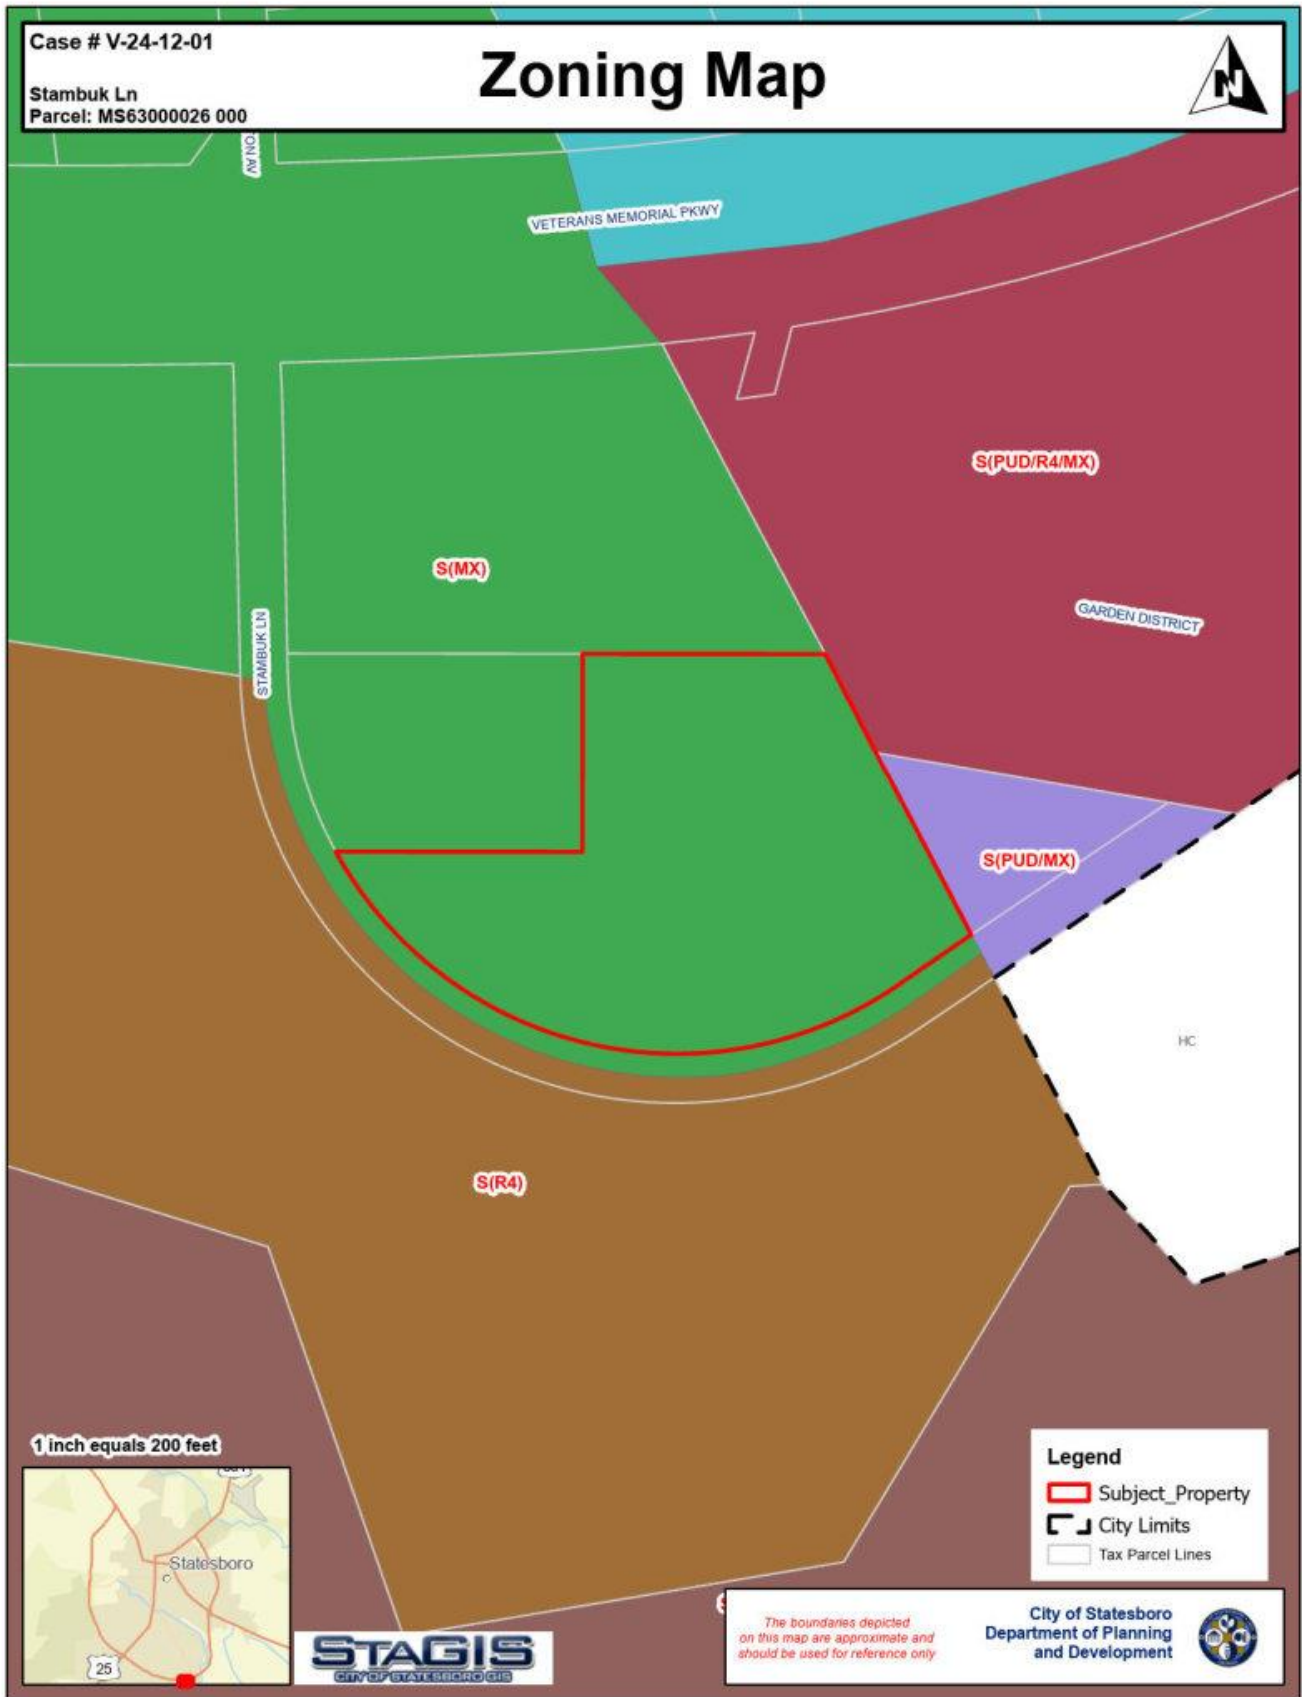 Case # V-24-12-01
Stambuk Ln
Parcel: MS63000026 000
Zoning Map
N
ON AV
VETERANS MEMORIAL PKWY
S(PUD/R4/MX)
S(MX)
GARDEN DISTRICT
STAMBUK LN
S(PUD/MX)
HC
S(R4)
1 inch equals 200 feet
Statesboro
25
STAGIS
CITY OF STATESBORO GIS
Legend
Subject_Property
City Limits
Tax Parcel Lines
The boundaries depicted
on this map are approximate and
should be used for reference only
City of Statesboro
Department of Planning
and Development